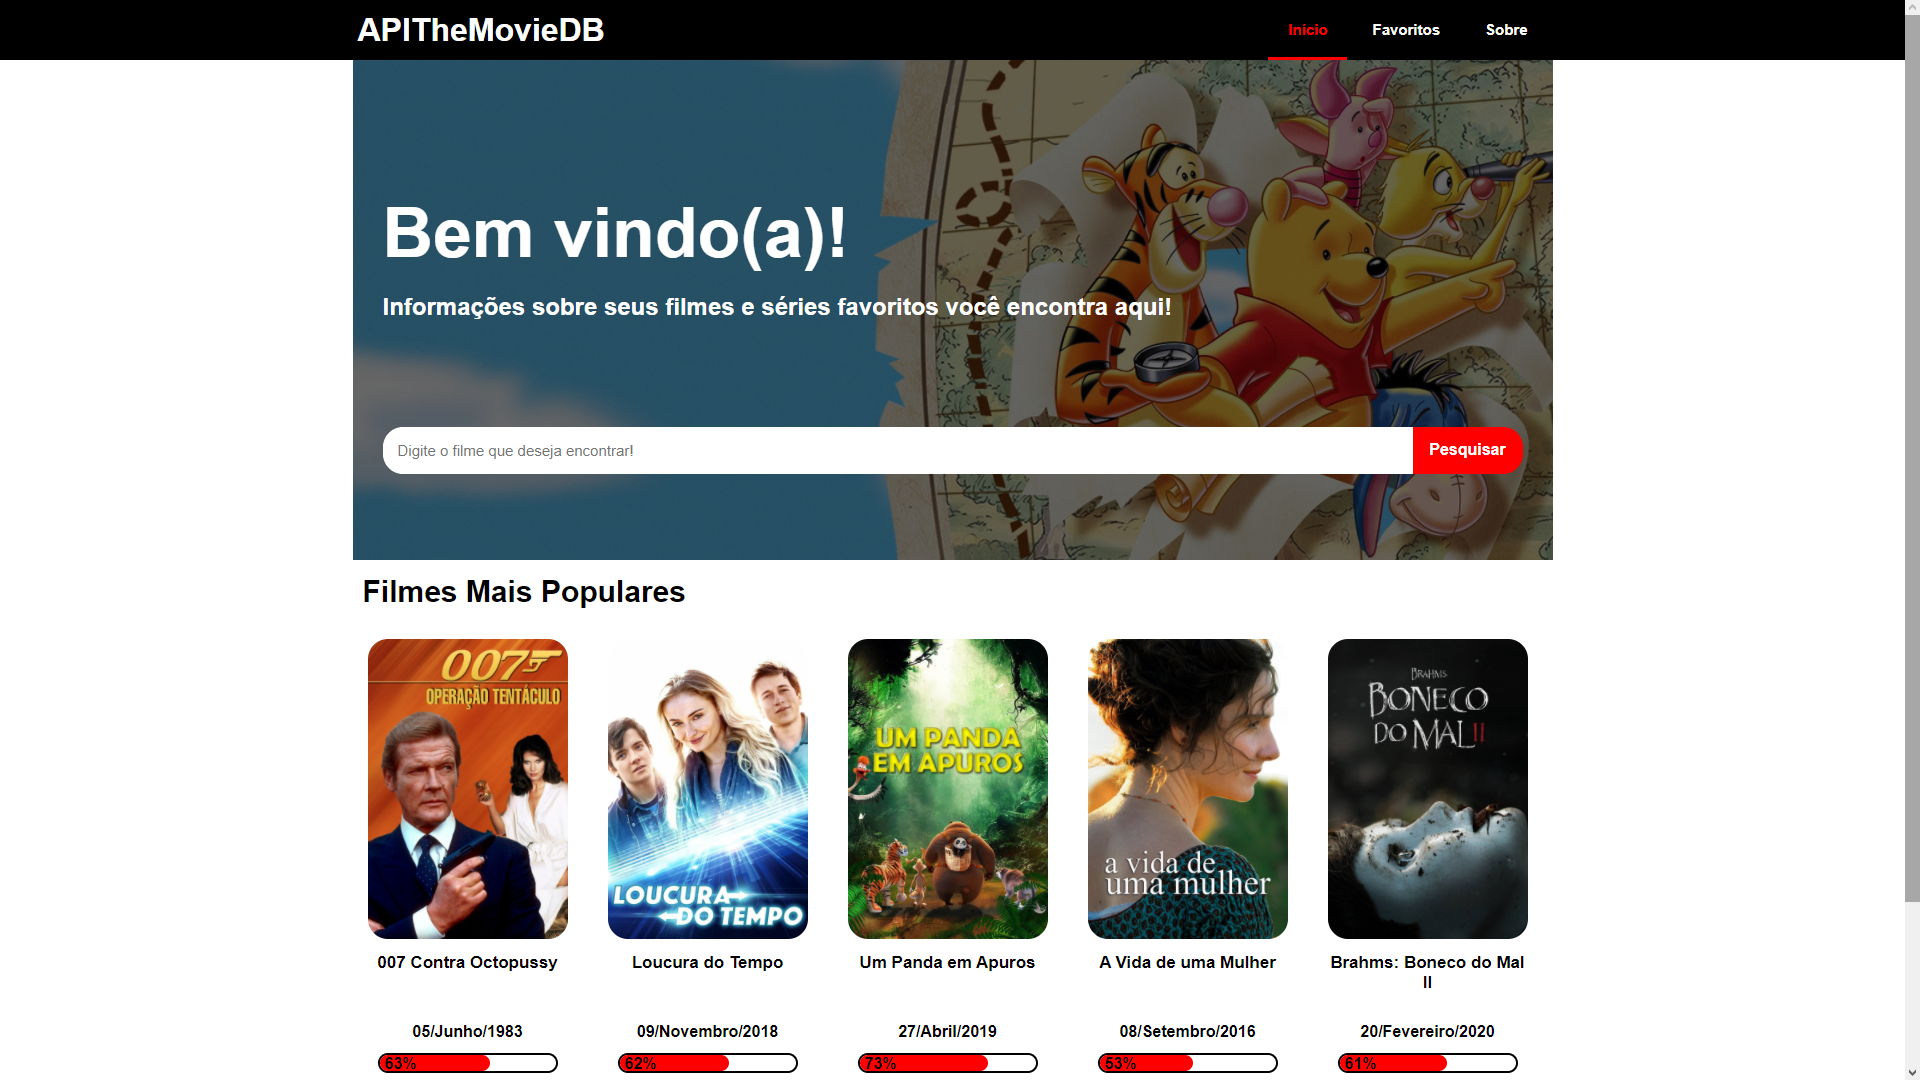 APITheMovieDB
Início
Favoritos
Sobre
Bem vindo(a)!
Informações sobre seus filmes e séries favoritos você encontra aqui!
Digite o filme que deseja encontrar!
Pesquisar
Filmes Mais Populares
007
OPERAÇÃO TENTÁCULO
LOUCURA
DO TEMPO
UM PANDA
EM APUROS
a vida de
uma mulher
BRAHMS:
BONECO
DO MAL II
007 Contra Octopussy
Loucura do Tempo
Um Panda em Apuros
A Vida de uma Mulher
Brahms: Boneco do Mal
II
05/Junho/1983
09/Novembro/2018
27/Abril/2019
08/Setembro/2016
20/Fevereiro/2020
63%
62%
73%
53%
61%